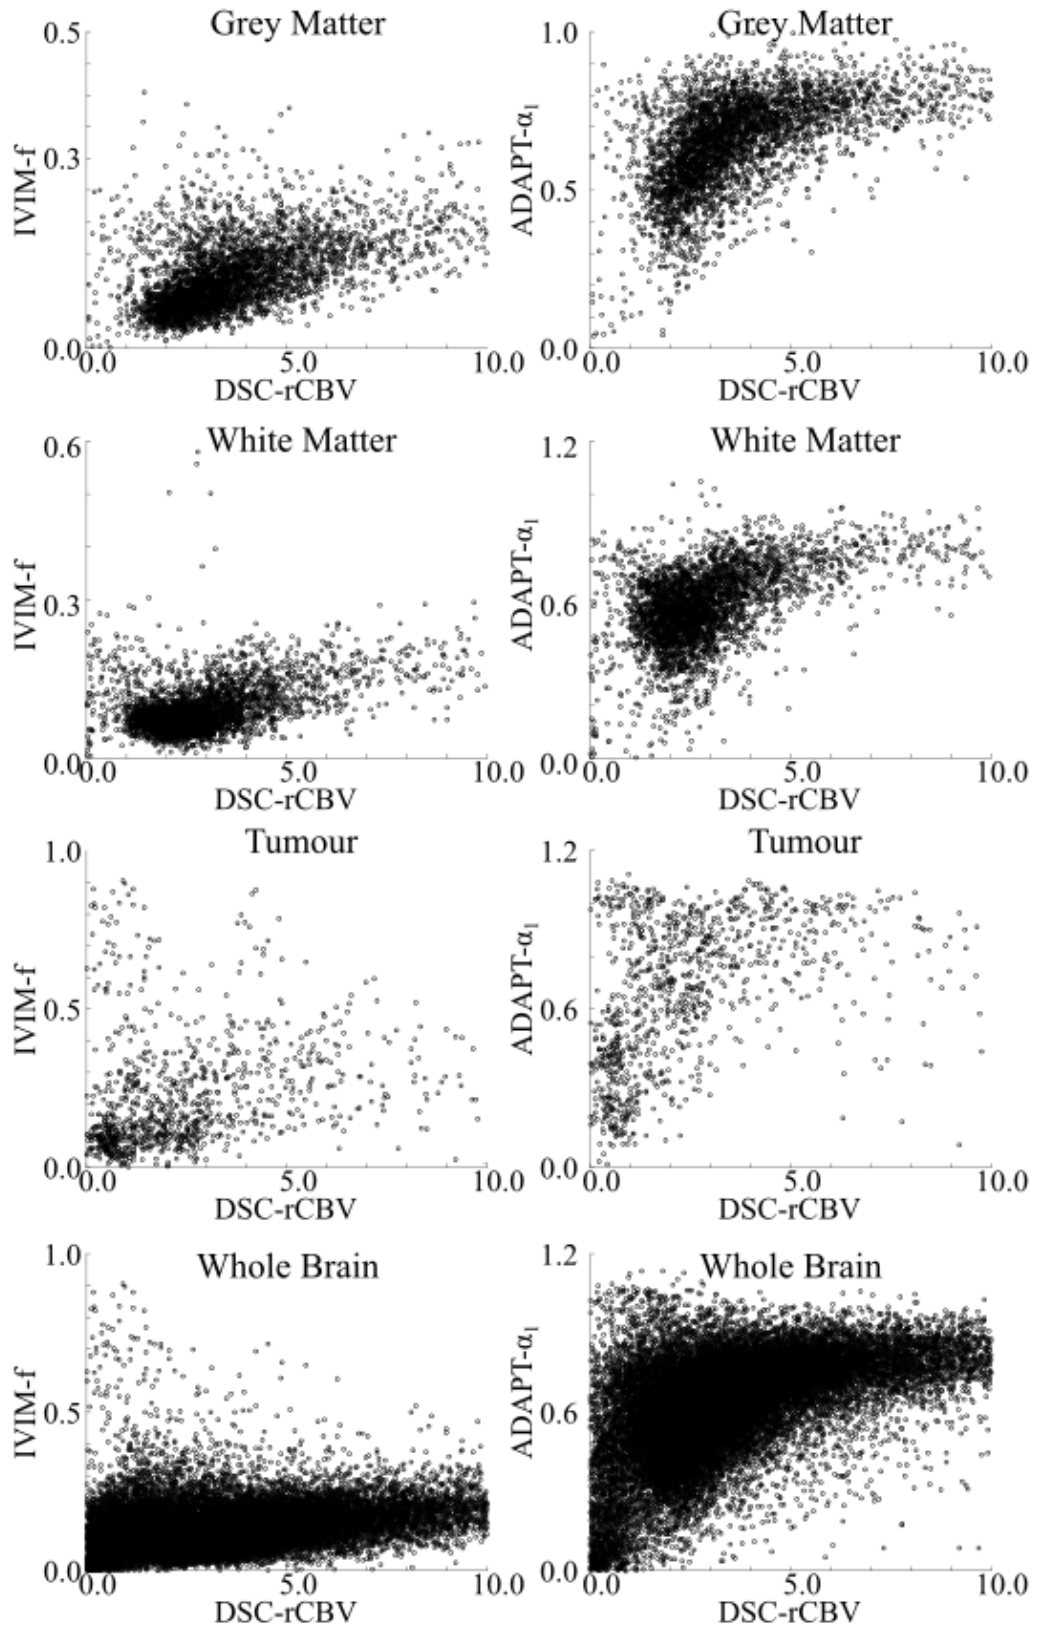 Grey Matter
0.5
0.3
0.0
IVIM-f
0.0 5.0 10.0
DSC-rCBV
Grey Matter
1.0
0.5
0.0
ADAPT-α₁
0.0 5.0 10.0
DSC-rCBV
White Matter
0.6
0.3
0.0
IVIM-f
0.0 5.0 10.0
DSC-rCBV
White Matter
1.2
0.6
0.0
ADAPT-α₁
0.0 5.0 10.0
DSC-rCBV
Tumour
1.0
0.5
0.0
IVIM-f
0.0 5.0 10.0
DSC-rCBV
Tumour
1.2
0.6
0.0
ADAPT-α₁
0.0 5.0 10.0
DSC-rCBV
Whole Brain
1.0
0.5
0.0
IVIM-f
0.0 5.0 10.0
DSC-rCBV
Whole Brain
1.2
0.6
0.0
ADAPT-α₁
0.0 5.0 10.0
DSC-rCBV